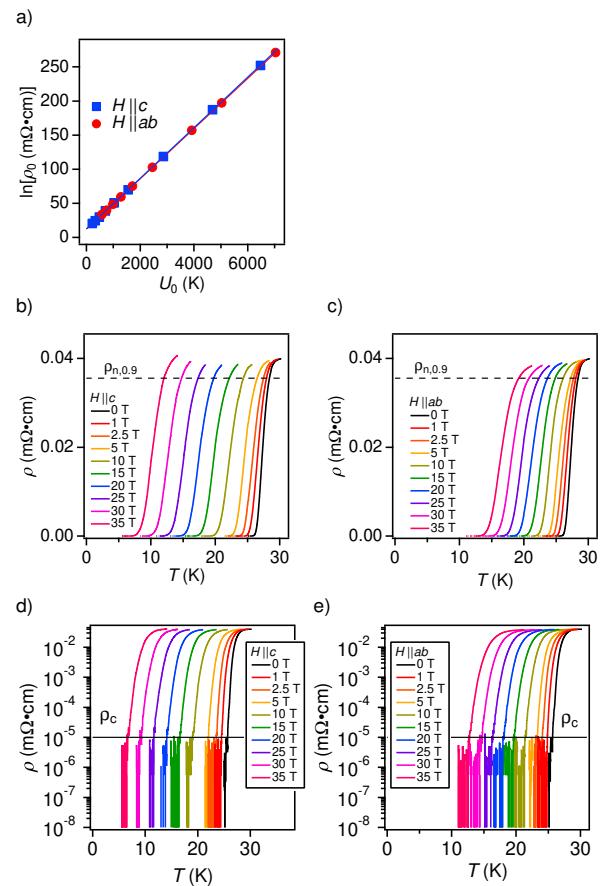 a)
ln[ρ₀ (mΩ•cm)]
250
200
150
100
50
0
H || c
H || ab
0 2000 4000 6000
U₀ (K)
b)
ρ (mΩ•cm)
0.04
0.02
0.00
ρn,0.9
H || c
0 T
1 T
2.5 T
5 T
10 T
15 T
20 T
25 T
30 T
35 T
0 10 20 30
T (K)
c)
ρ (mΩ•cm)
0.04
0.02
0.00
ρn,0.9
H || ab
0 T
1 T
2.5 T
5 T
10 T
15 T
20 T
25 T
30 T
35 T
0 10 20 30
T (K)
d)
ρ (mΩ•cm)
10⁻²
10⁻³
10⁻⁴
10⁻⁵
10⁻⁶
10⁻⁷
10⁻⁸
ρc
H || c
0 T
1 T
2.5 T
5 T
10 T
15 T
20 T
25 T
30 T
35 T
0 10 20 30
T (K)
e)
ρ (mΩ•cm)
10⁻²
10⁻³
10⁻⁴
10⁻⁵
10⁻⁶
10⁻⁷
10⁻⁸
H || ab
0 T
1 T
2.5 T
5 T
10 T
15 T
20 T
25 T
30 T
35 T
ρc
0 10 20 30
T (K)